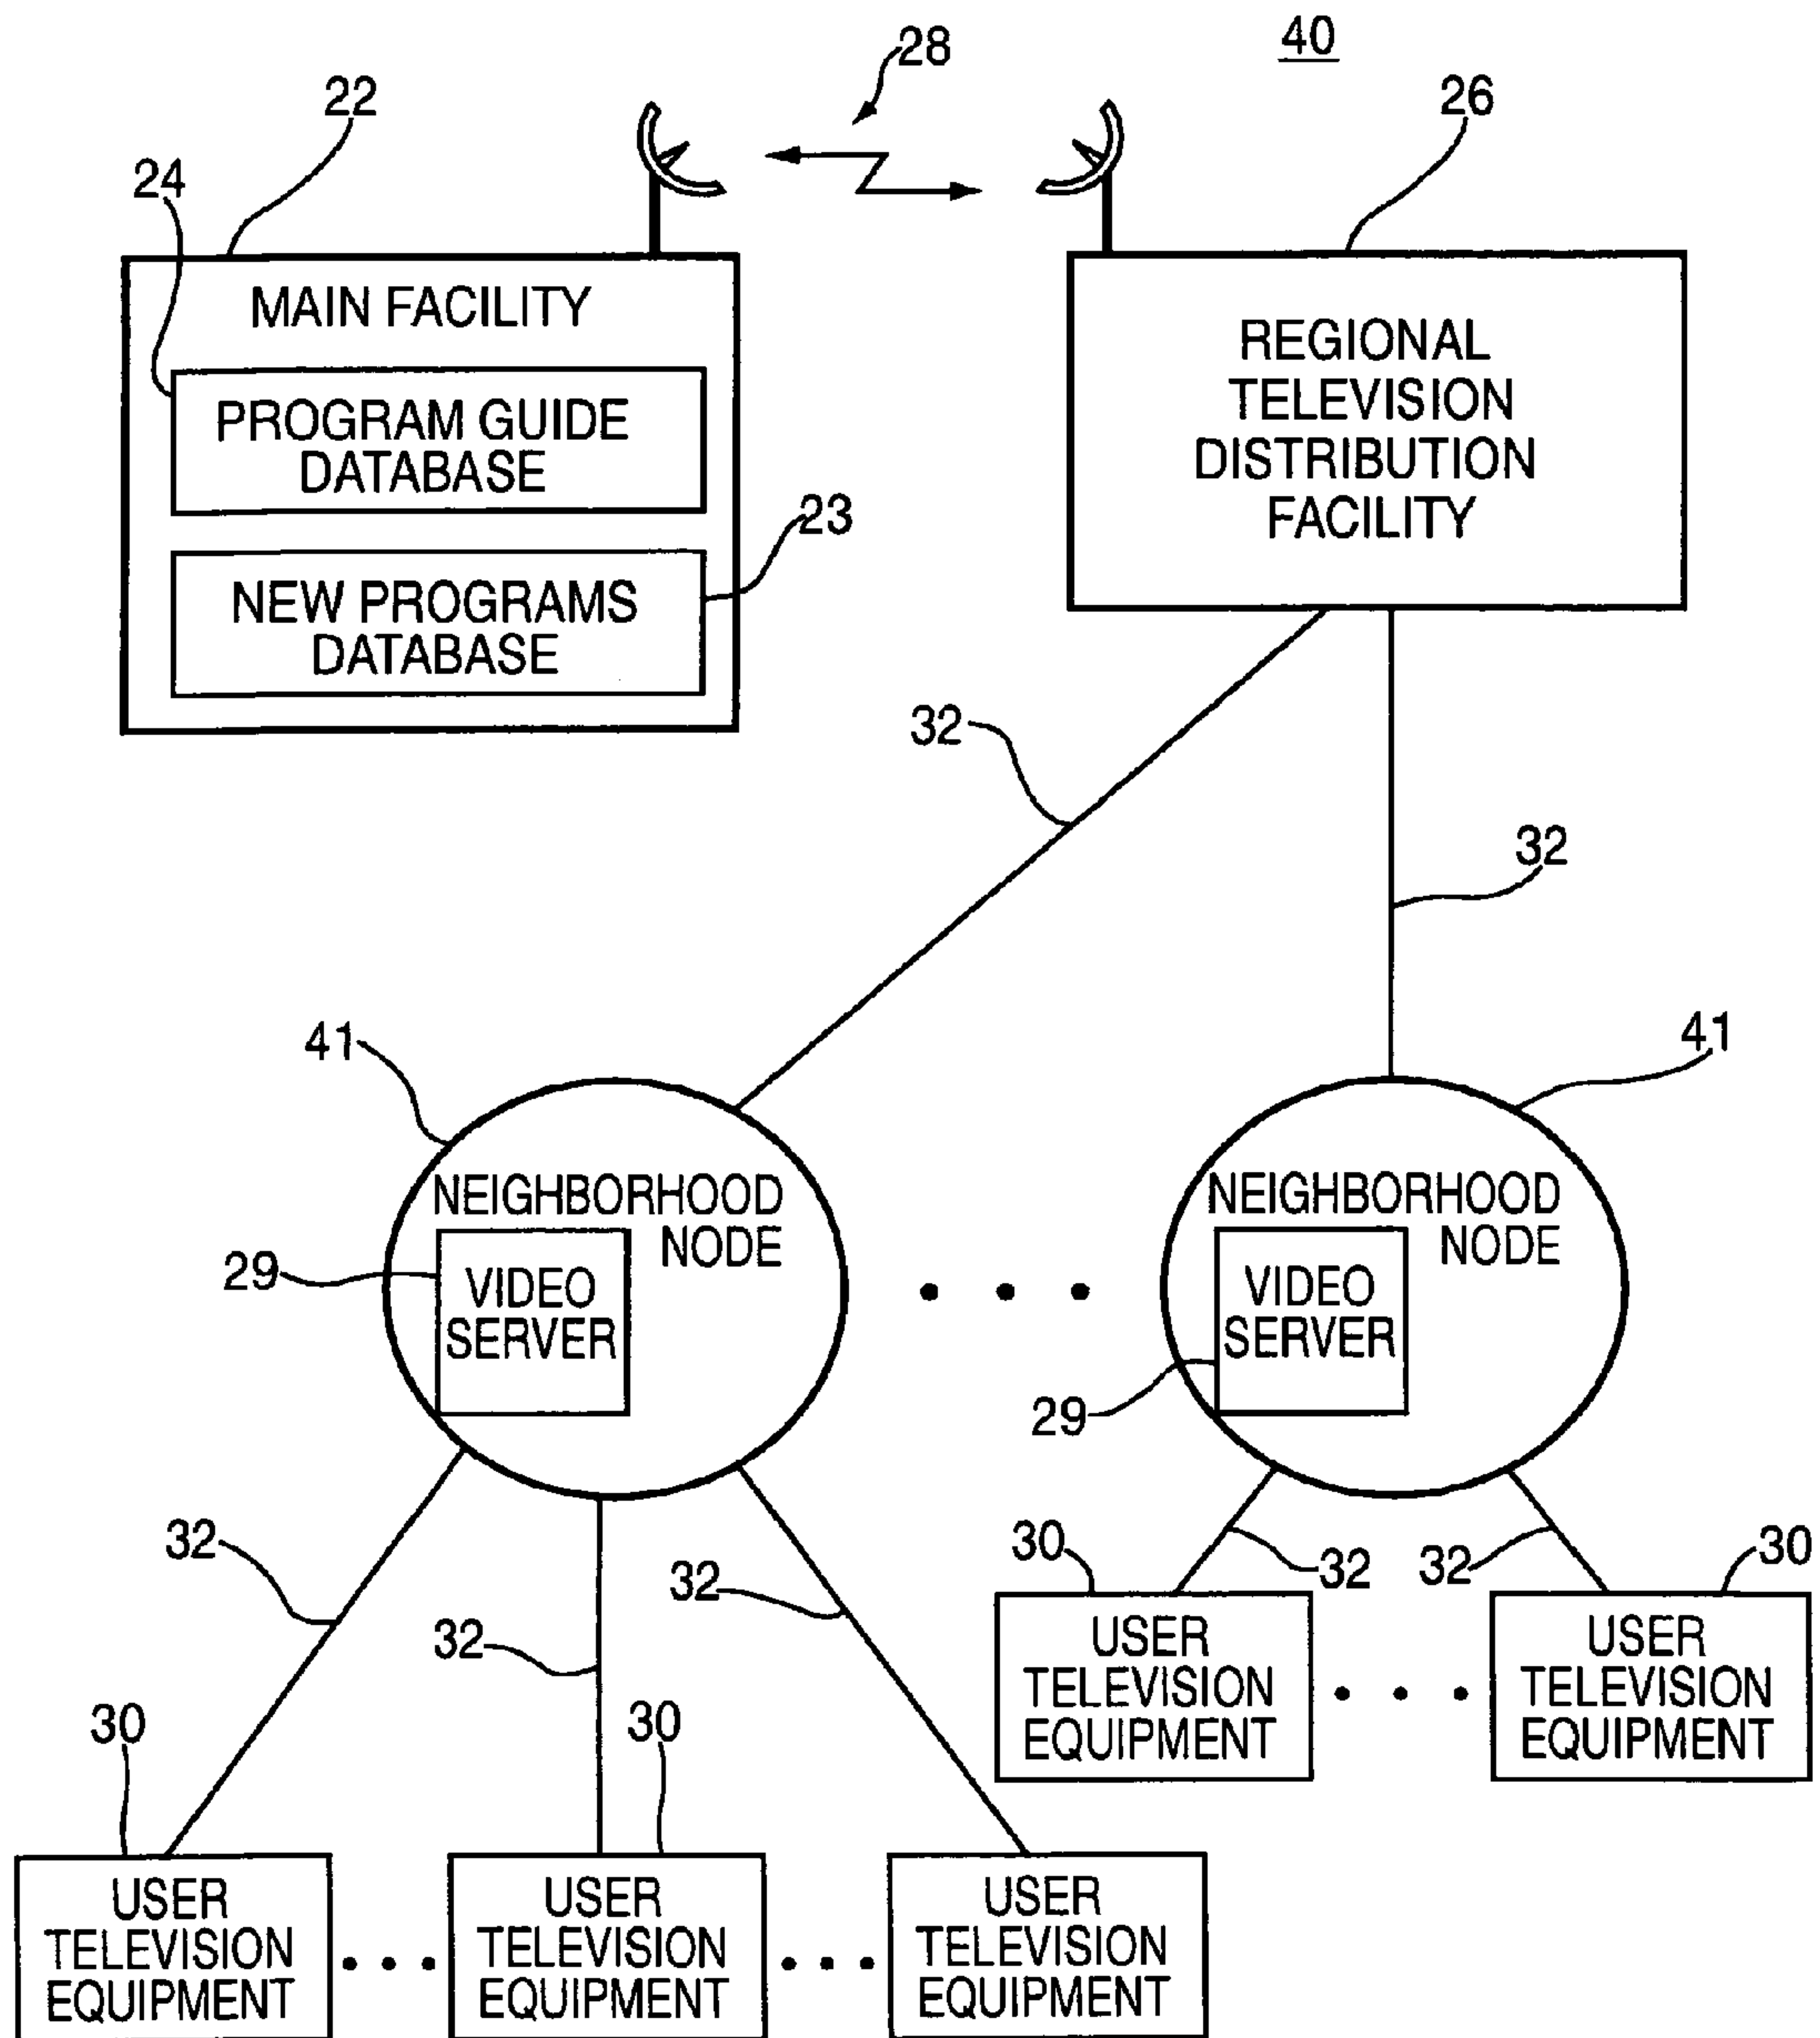 40
28
22
26
24
MAIN FACILITY
PROGRAM GUIDE
DATABASE
23
NEW PROGRAMS
DATABASE
REGIONAL
TELEVISION
DISTRIBUTION
FACILITY
32
32
41
41
NEIGHBORHOOD
NODE
29
VIDEO
SERVER
NEIGHBORHOOD
NODE
VIDEO
SERVER
29
32
32
32
30
32
32
30
USER
TELEVISION
EQUIPMENT
USER
TELEVISION
EQUIPMENT
30
30
USER
TELEVISION
EQUIPMENT
USER
TELEVISION
EQUIPMENT
USER
TELEVISION
EQUIPMENT